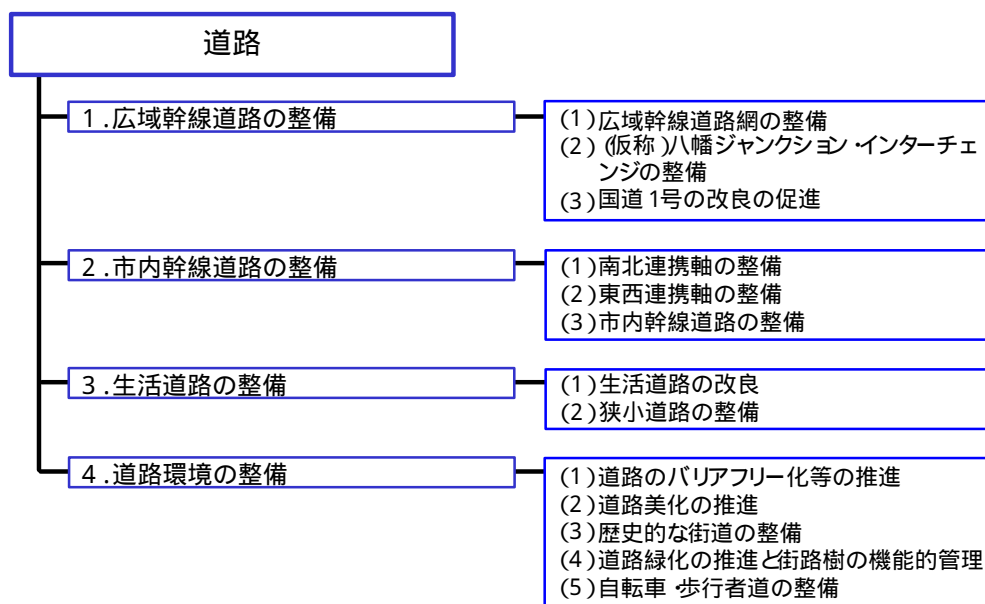 道路
1.広域幹線道路の整備
(1)広域幹線道路網の整備
(2)(仮称)八幡ジャンクション・インターチェ
ンジの整備
(3)国道1号の改良の促進
2.市内幹線道路の整備
(1)南北連携軸の整備
(2)東西連携軸の整備
(3)市内幹線道路の整備
3.生活道路の整備
(1)生活道路の改良
(2)狭小道路の整備
4.道路環境の整備
(1)道路のバリアフリー化等の推進
(2)道路美化の推進
(3)歴史的な街道の整備
(4)道路緑化の推進と街路樹の機能的管理
(5)自転車・歩行者道の整備